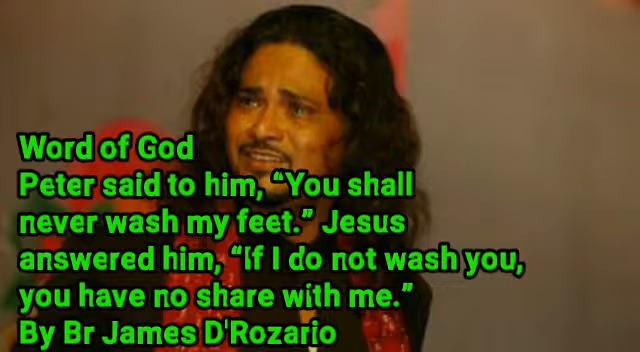 Word of God
Peter said to him, “You shall
never wash my feet.” Jesus
answered him, “If I do not wash you,
you have no share with me.”
By Br James D'Rozario